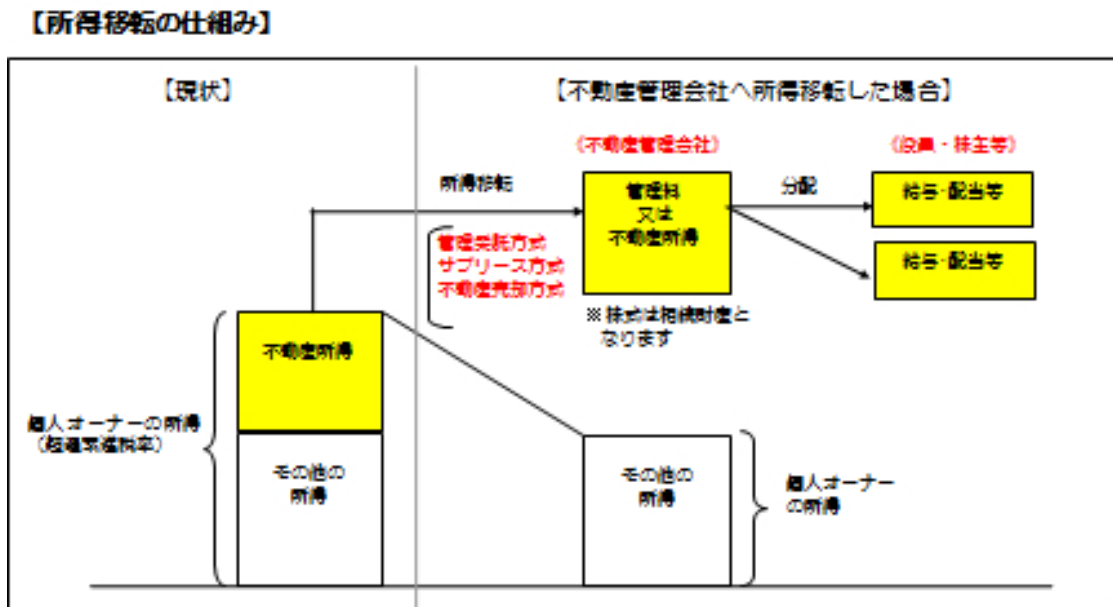 【所得移転の仕組み】
【現状】
【不動産管理会社へ所得移転した場合】
《不動産管理会社》
《役員・株主等》
所得移転
管理料
又は
不動産所得
分配
給与・配当等
給与・配当等
管理委託方式
サブリース方式
不動産売却方式
※株式は相続財産と
なります
不動産所得
個人オーナーの所得
（超過累進税率）
その他の
所得
その他の
所得
個人オーナー
の所得